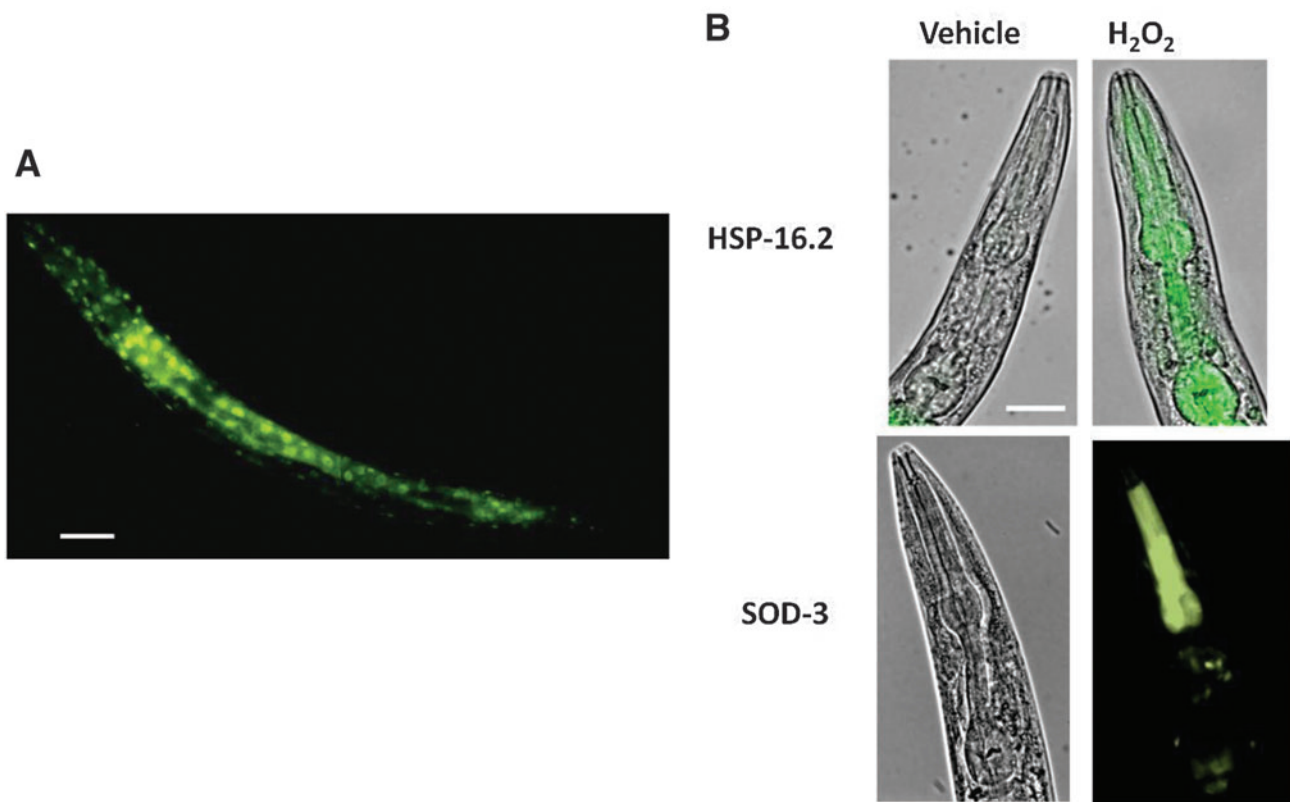 A
B
Vehicle H₂O₂
HSP-16.2
SOD-3